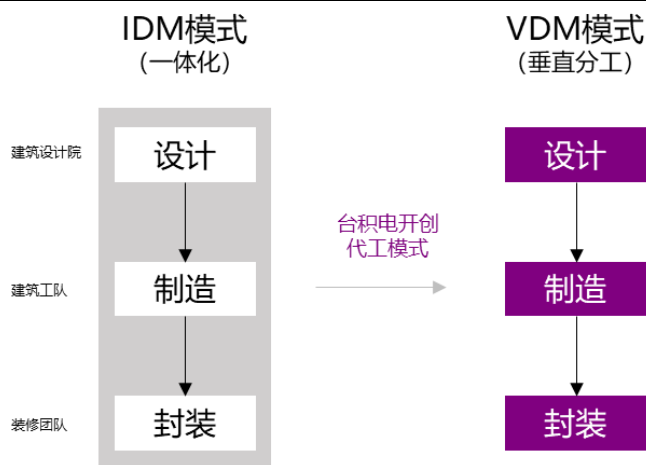 IDM模式
（一体化）
VDM模式
（垂直分工）
建筑设计院
设计
设计
台积电开创
代工模式
建筑工队
制造
制造
装修团队
封装
封装